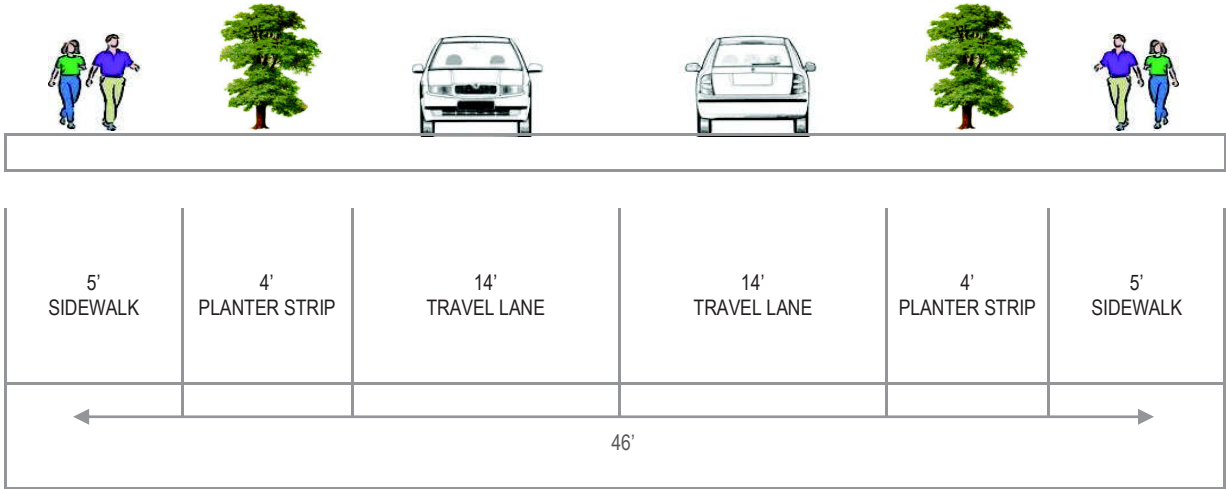 5’
SIDEWALK
4’
PLANTER STRIP
14’
TRAVEL LANE
14’
TRAVEL LANE
4’
PLANTER STRIP
5’
SIDEWALK
46’